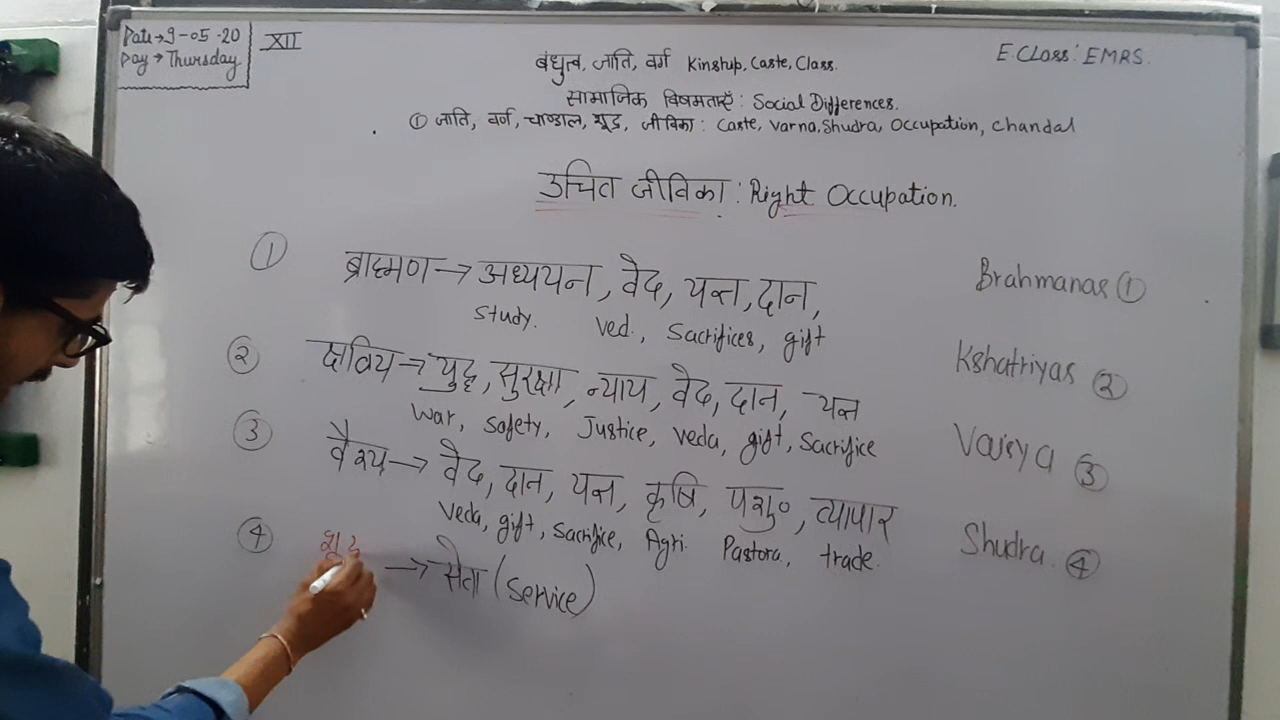 Date→9-05-20
Day→Thursday
XII
E.Class: EMRS.
बंधुत्व, जाति, वर्ग Kinship, Caste, Class.
सामाजिक विषमताएँ: Social Differences.
① जाति, वर्ण, चाण्डाल, शूद्र, जीविका: Caste, Varna, Shudra, Occupation, Chandal
उचित जीविका: Right Occupation.
① ब्राह्मण→अध्ययन, वेद, यज्ञ, दान, Brahmanas ①
Study. Ved., Sacrifices, gift
② क्षत्रिय→युद्ध, सुरक्षा, न्याय, वेद, दान, यज्ञ Kshatriyas ②
War, Safety, Justice, Veda, gift, Sacrifice
③ वैश्य→वेद, दान, यज्ञ, कृषि, पशु०, व्यापार Vaisya ③
Veda, gift, Sacrifice, Agri. Pastora., trade.
④ शूद्र→सेवा (Service) Shudra. ④